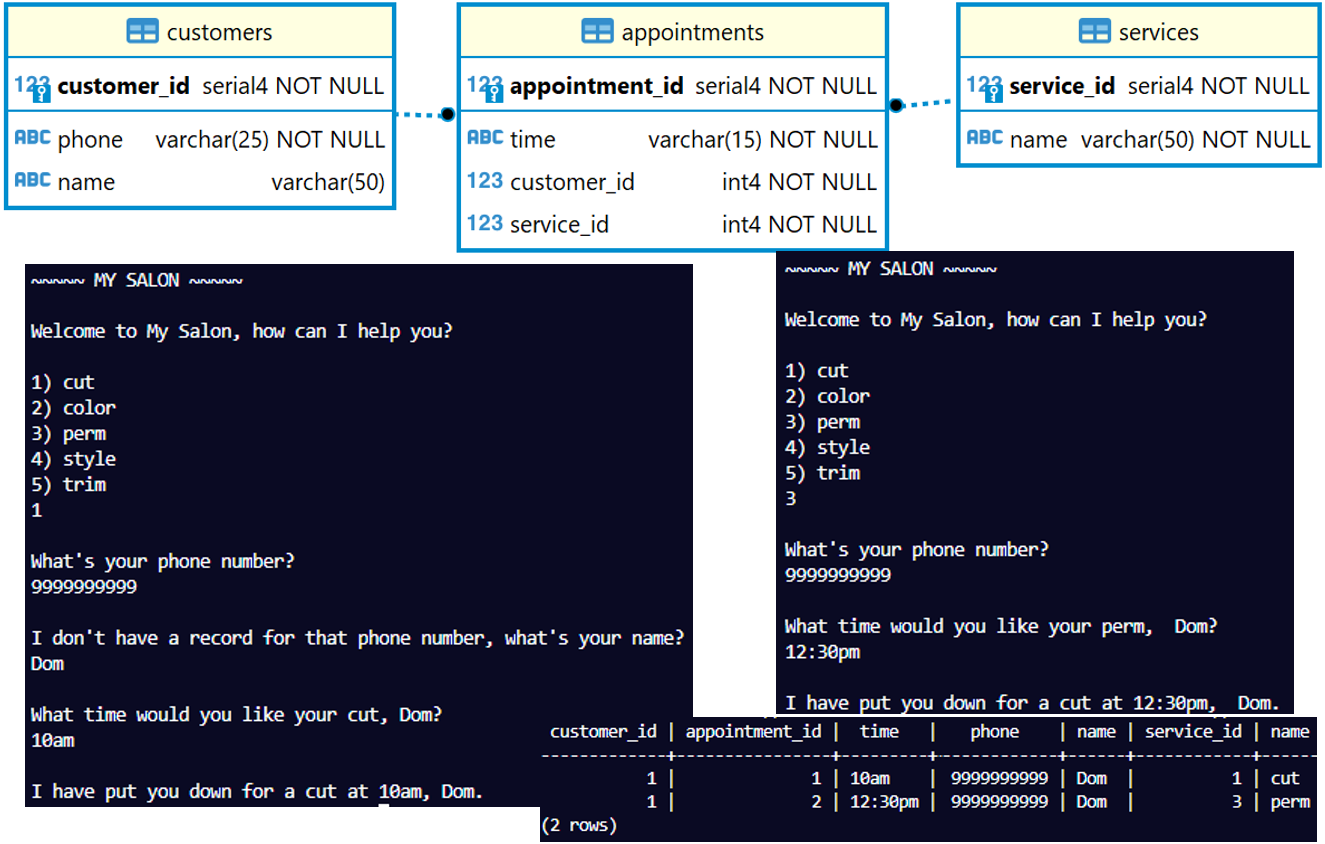 customers
123 customer_id serial4 NOT NULL
ABC phone varchar(25) NOT NULL
ABC name varchar(50)
appointments
123 appointment_id serial4 NOT NULL
ABC time varchar(15) NOT NULL
123 customer_id int4 NOT NULL
123 service_id int4 NOT NULL
services
123 service_id serial4 NOT NULL
ABC name varchar(50) NOT NULL
~~~~~ MY SALON ~~~~~
Welcome to My Salon, how can I help you?
1) cut
2) color
3) perm
4) style
5) trim
1
What's your phone number?
9999999999
I don't have a record for that phone number, what's your name?
Dom
What time would you like your cut, Dom?
10am
I have put you down for a cut at 10am, Dom.
~~~~~ MY SALON ~~~~~
Welcome to My Salon, how can I help you?
1) cut
2) color
3) perm
4) style
5) trim
3
What's your phone number?
9999999999
What time would you like your perm,  Dom?
12:30pm
I have put you down for a cut at 12:30pm,  Dom.
customer_id | appointment_id | time | phone | name | service_id | name
-------------+----------------+---------+------------+------+------------+------
1 | 1 | 10am | 9999999999 | Dom | 1 | cut
1 | 2 | 12:30pm | 9999999999 | Dom | 3 | perm
(2 rows)